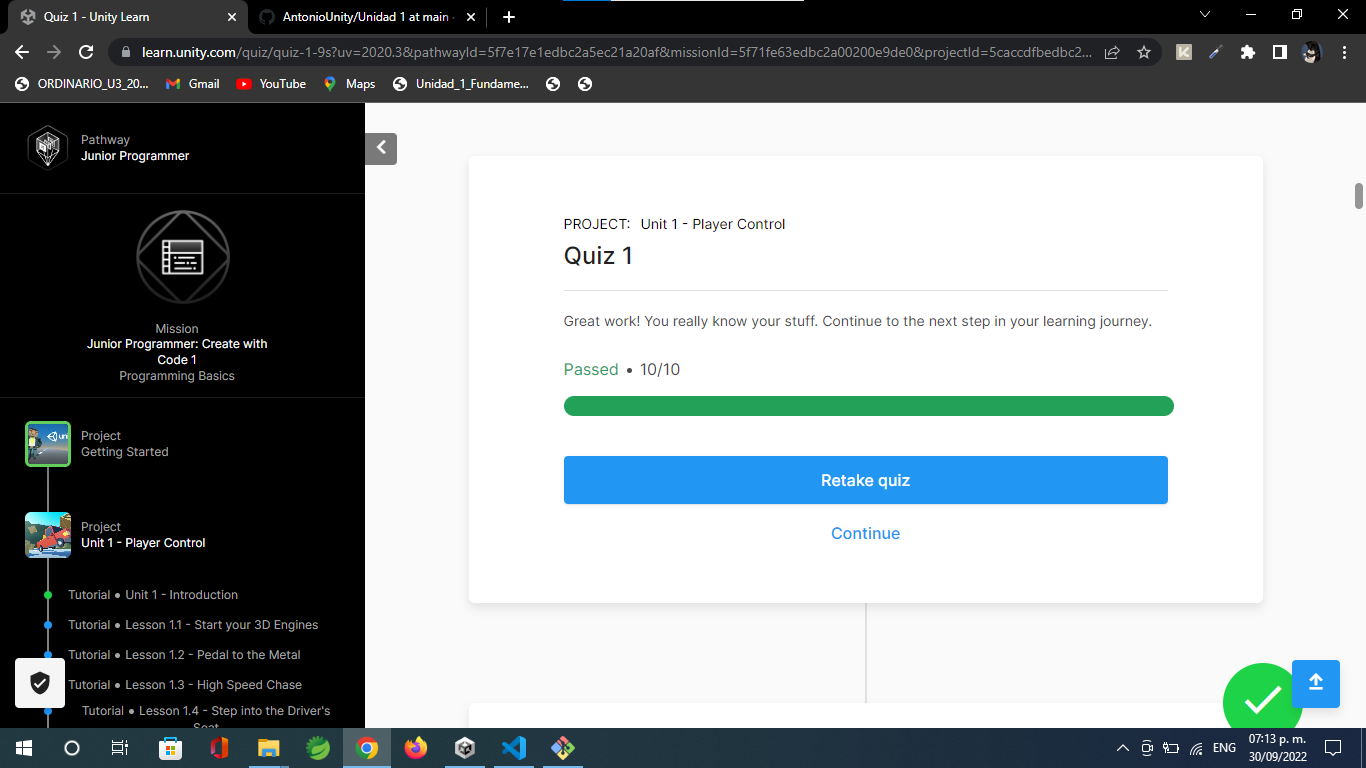 Quiz 1 - Unity Learn
AntonioUnity/Unidad 1 at main
learn.unity.com/quiz/quiz-1-9s?uv=2020.3&pathwayId=5f7e17e1edbc2a5ec21a20af&missionId=5f71fe63edbc2a00200e9de0&projectId=5caccdfbedbc2...
ORDINARIO_U3_20...
Gmail
YouTube
Maps
Unidad_1_Fundame...
Pathway
Junior Programmer
Mission
Junior Programmer: Create with
Code 1
Programming Basics
Project
Getting Started
Project
Unit 1 - Player Control
Tutorial • Unit 1 - Introduction
Tutorial • Lesson 1.1 - Start your 3D Engines
Tutorial • Lesson 1.2 - Pedal to the Metal
Tutorial • Lesson 1.3 - High Speed Chase
Tutorial • Lesson 1.4 - Step into the Driver's
Seat
PROJECT: Unit 1 - Player Control
Quiz 1
Great work! You really know your stuff. Continue to the next step in your learning journey.
Passed • 10/10
Retake quiz
Continue
ENG
07:13 p. m.
30/09/2022